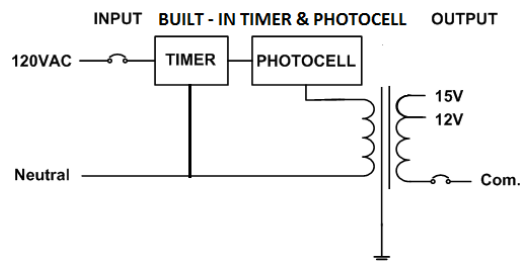 INPUT BUILT - IN TIMER & PHOTOCELL OUTPUT
120VAC TIMER PHOTOCELL
15V
12V
Neutral Com.